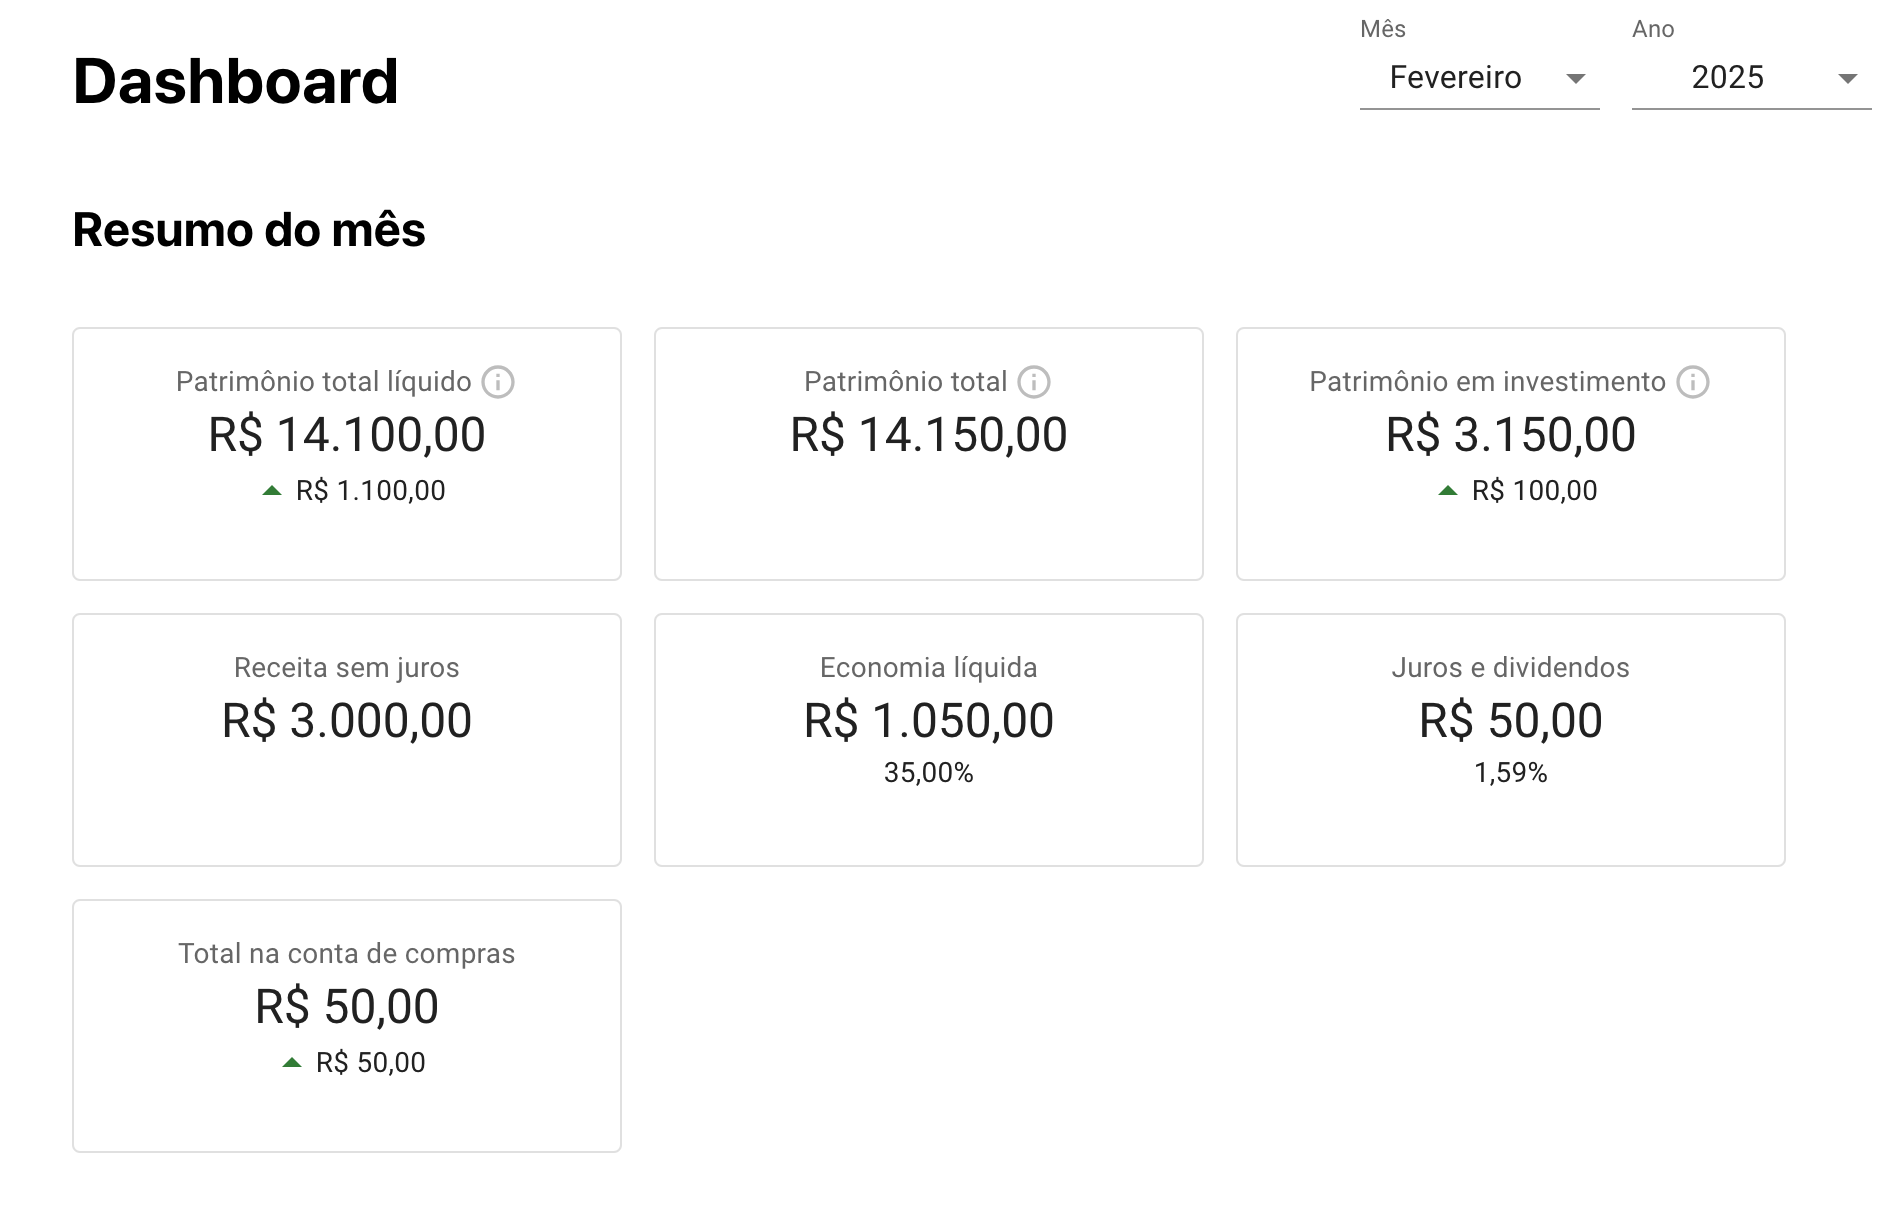 Dashboard
Mês
Fevereiro
Ano
2025
Resumo do mês
Patrimônio total líquido
R$ 14.100,00
R$ 1.100,00
Patrimônio total
R$ 14.150,00
Patrimônio em investimento
R$ 3.150,00
R$ 100,00
Receita sem juros
R$ 3.000,00
Economia líquida
R$ 1.050,00
35,00%
Juros e dividendos
R$ 50,00
1,59%
Total na conta de compras
R$ 50,00
R$ 50,00